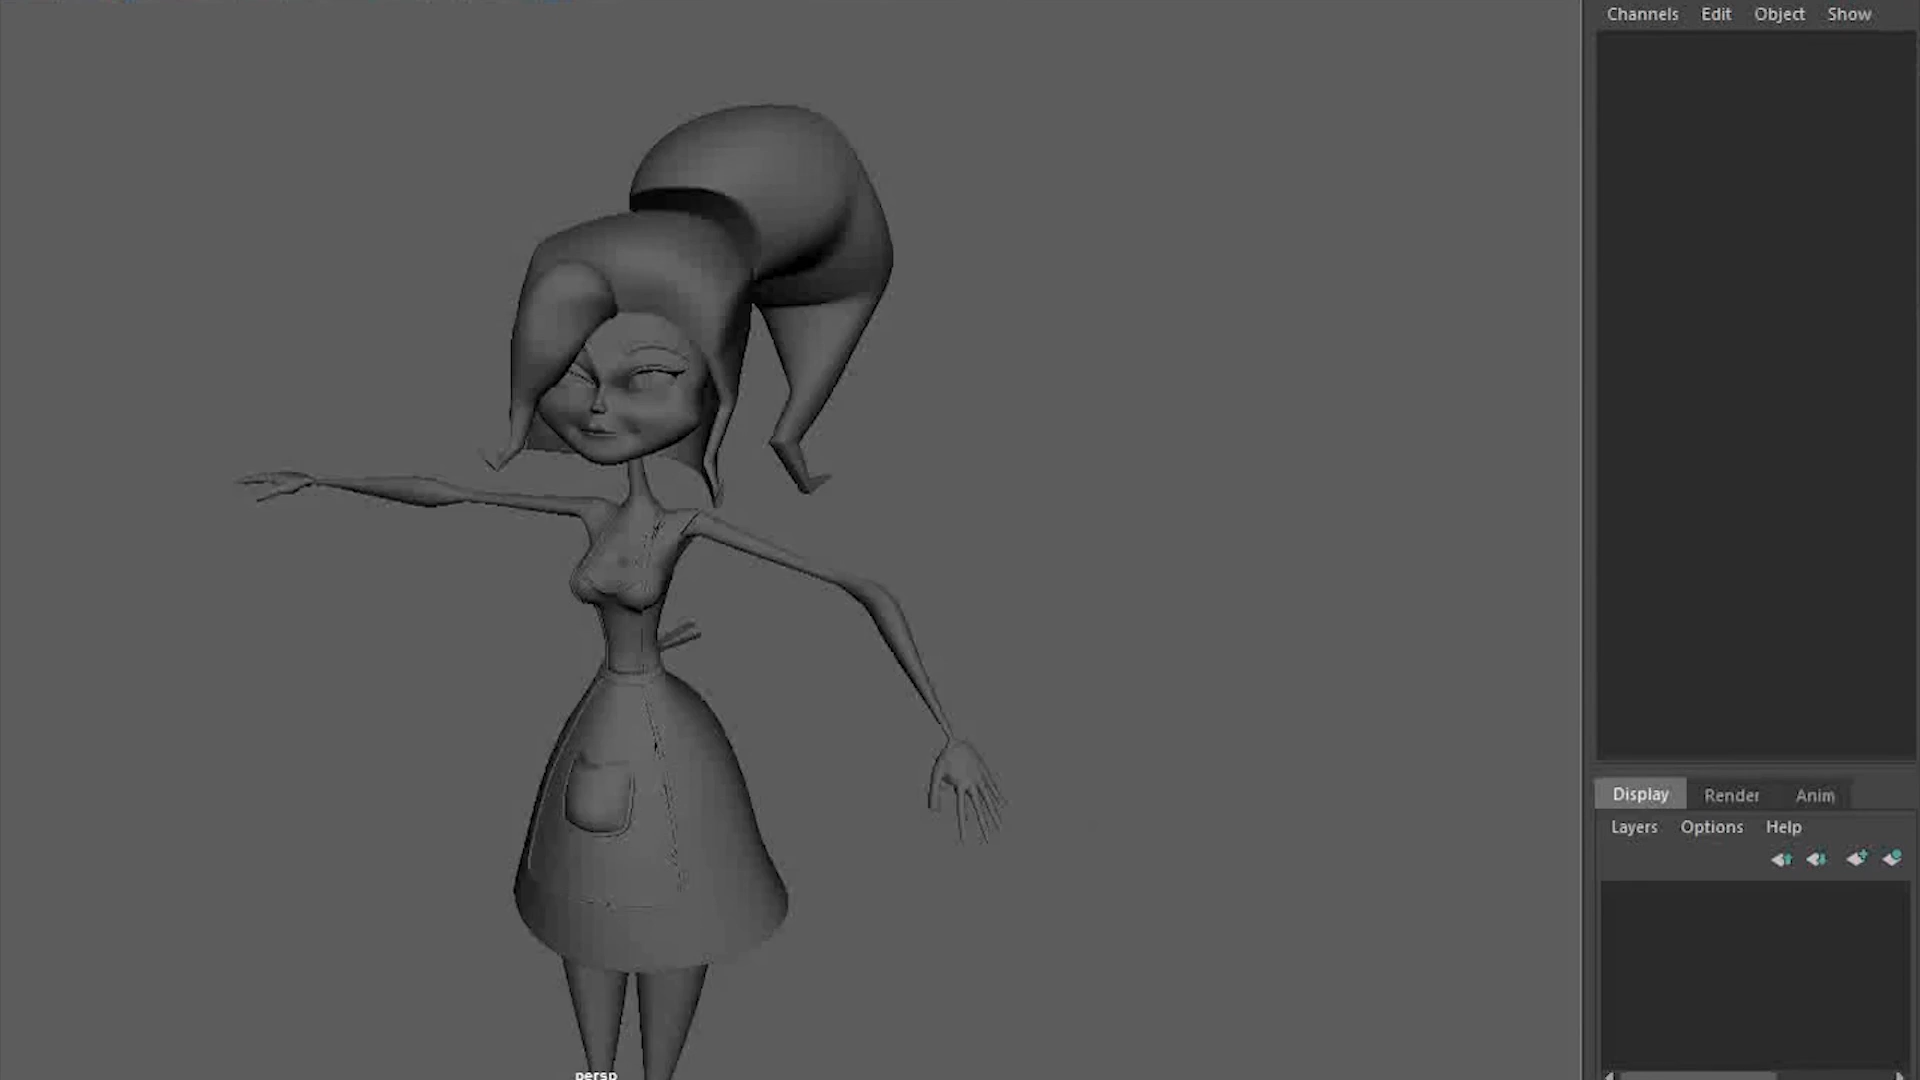 Channels Edit Object Show
Display Render Anim
Layers Options Help
persp